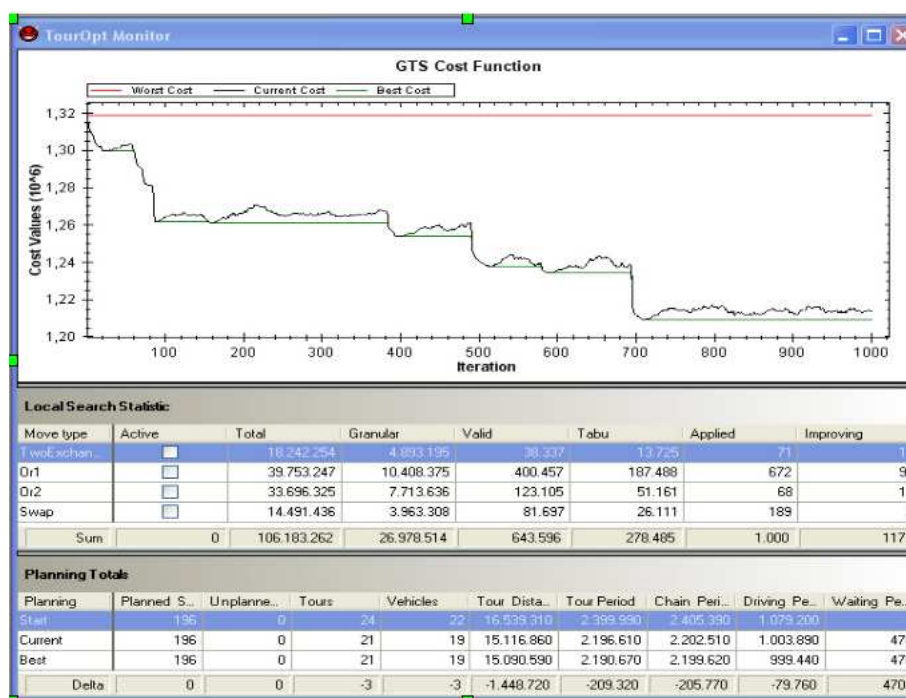 TourOpt Monitor
GTS Cost Function
Worst Cost Current Cost Best Cost
Cost Values (10^6)
1,32
1,30
1,28
1,26
1,24
1,22
1,20
100 200 300 400 500 600 700 800 900 1000
Iteration
Local Search Statistic
Move type Active Total Granular Valid Tabu Applied Improving
TwoExchan... 18.242.254 4.893.195 38.337 13.725 71 1
Or1 39.753.247 10.408.375 400.457 187.488 672 9
Or2 33.696.325 7.713.636 123.105 51.161 68 1
Swap 14.491.436 3.963.308 81.697 26.111 189
Sum 0 106.183.262 26.978.514 643.596 278.485 1.000 117
Planning Totals
Planning Planned S... Unplanne... Tours Vehicles Tour Dista... Tour Period Chain Peri... Driving Pe... Waiting Pe...
Start 196 0 24 22 16.539.310 2.399.990 2.405.390 1.079.200
Current 196 0 21 19 15.116.860 2.196.610 2.202.510 1.003.890 47
Best 196 0 21 19 15.090.590 2.190.670 2.199.620 999.440 47
Delta 0 0 -3 -3 -1.448.720 -209.320 -205.770 -79.760 470